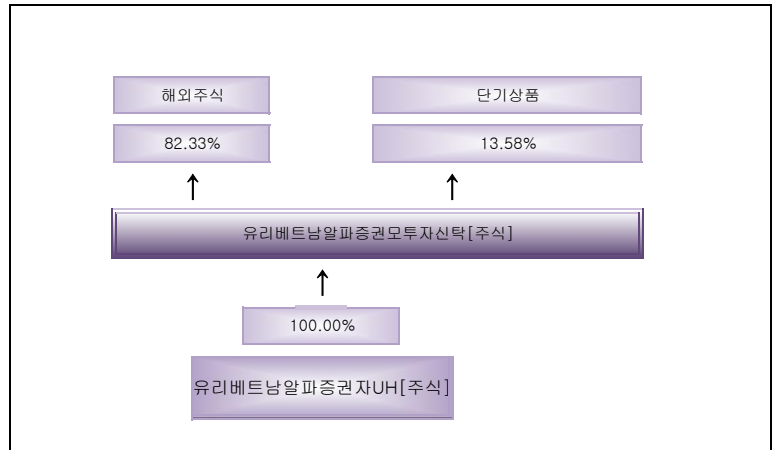 해외주식
단기상품
82.33%
13.58%
↑
↑
유리베트남알파증권모투자신탁[주식]
↑
100.00%
유리베트남알파증권자UH[주식]